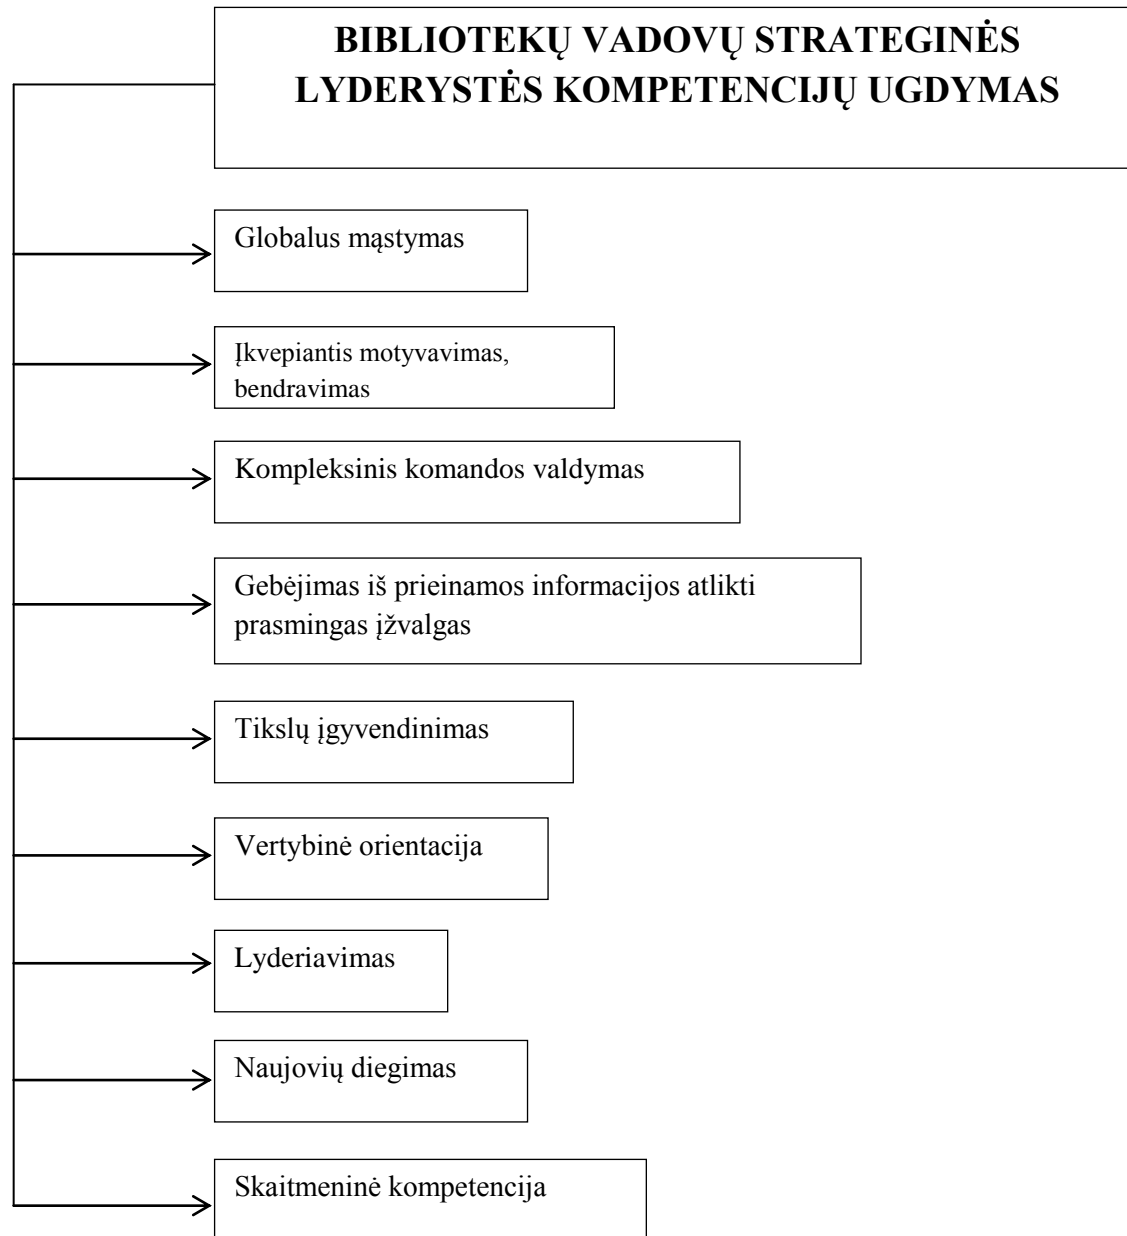 BIBLIOTEKŲ VADOVŲ STRATEGINĖS
LYDERYSTĖS KOMPETENCIJŲ UGDYMAS
Globalus mąstymas
Įkvepiantis motyvavimas,
bendravimas
Kompleksinis komandos valdymas
Gebėjimas iš prieinamos informacijos atlikti
prasmingas įžvalgas
Tikslų įgyvendinimas
Vertybinė orientacija
Lyderiavimas
Naujovių diegimas
Skaitmeninė kompetencija